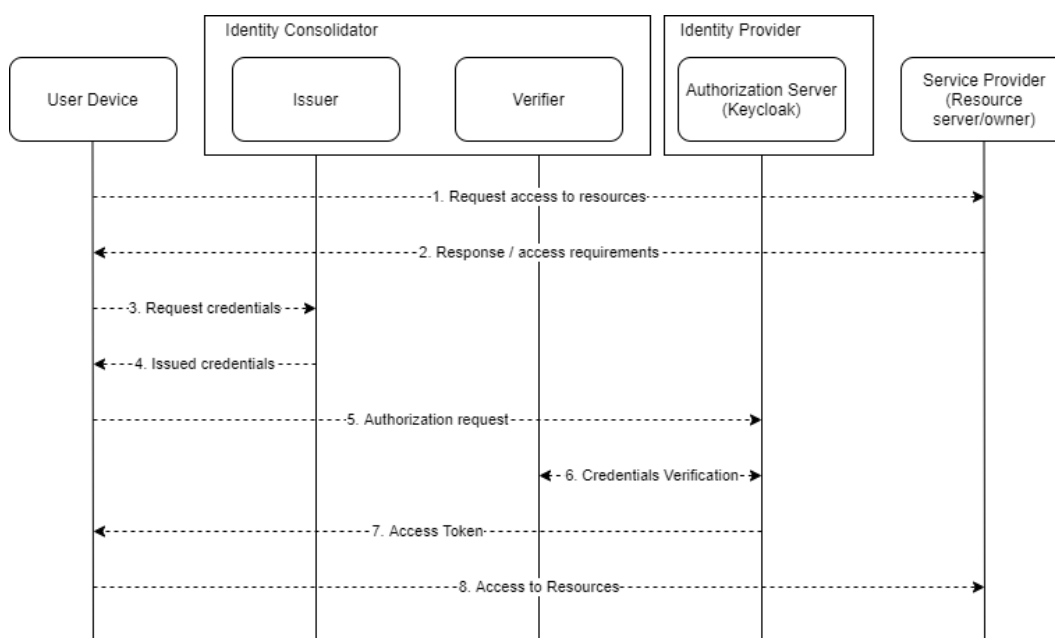 Identity Consolidator
Identity Provider
User Device
Issuer
Verifier
Authorization Server
(Keycloak)
Service Provider
(Resource
server/owner)
1. Request access to resources
2. Response / access requirements
3. Request credentials
4. Issued credentials
5. Authorization request
6. Credentials Verification
7. Access Token
8. Access to Resources